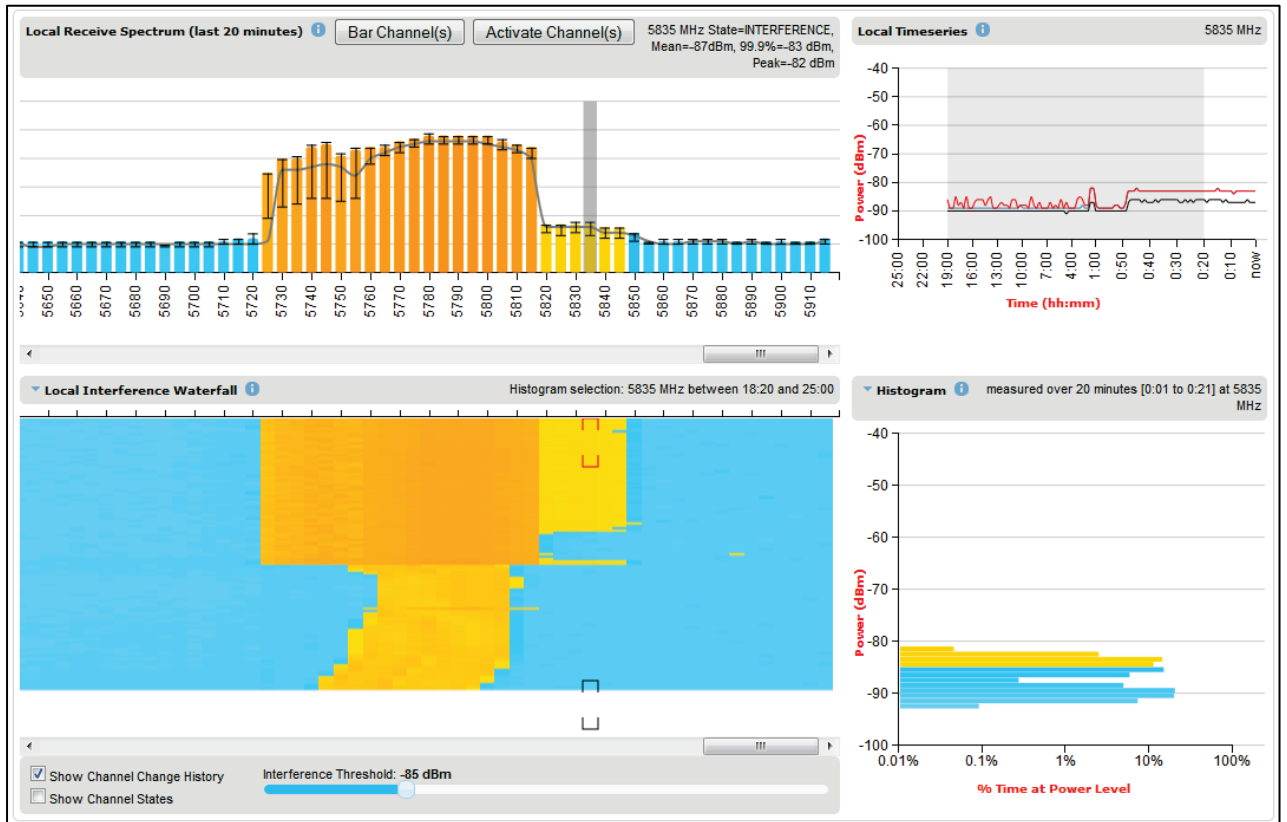 Local Receive Spectrum (last 20 minutes) i Bar Channel(s) Activate Channel(s) 5835 MHz State=INTERFERENCE,
Mean=-87dBm, 99.9%=-83 dBm,
Peak=-82 dBm
5650 5660 5670 5680 5690 5700 5710 5720 5730 5740 5750 5760 5770 5780 5790 5800 5810 5820 5830 5840 5850 5860 5870 5880 5890 5900 5910
Local Timeseries i 5835 MHz
-40
-50
-60
-70
-80
-90
-100
Power (dBm)
25:00 22:00 19:00 16:00 13:00 10:00 7:00 4:00 1:00 0:50 0:40 0:30 0:20 0:10 now
Time (hh:mm)
Local Interference Waterfall i Histogram selection: 5835 MHz between 18:20 and 25:00
Show Channel Change History
Show Channel States
Interference Threshold: -85 dBm
Histogram i measured over 20 minutes [0:01 to 0:21] at 5835
MHz
-40
-50
-60
-70
-80
-90
-100
Power (dBm)
0.01% 0.1% 1% 10% 100%
% Time at Power Level